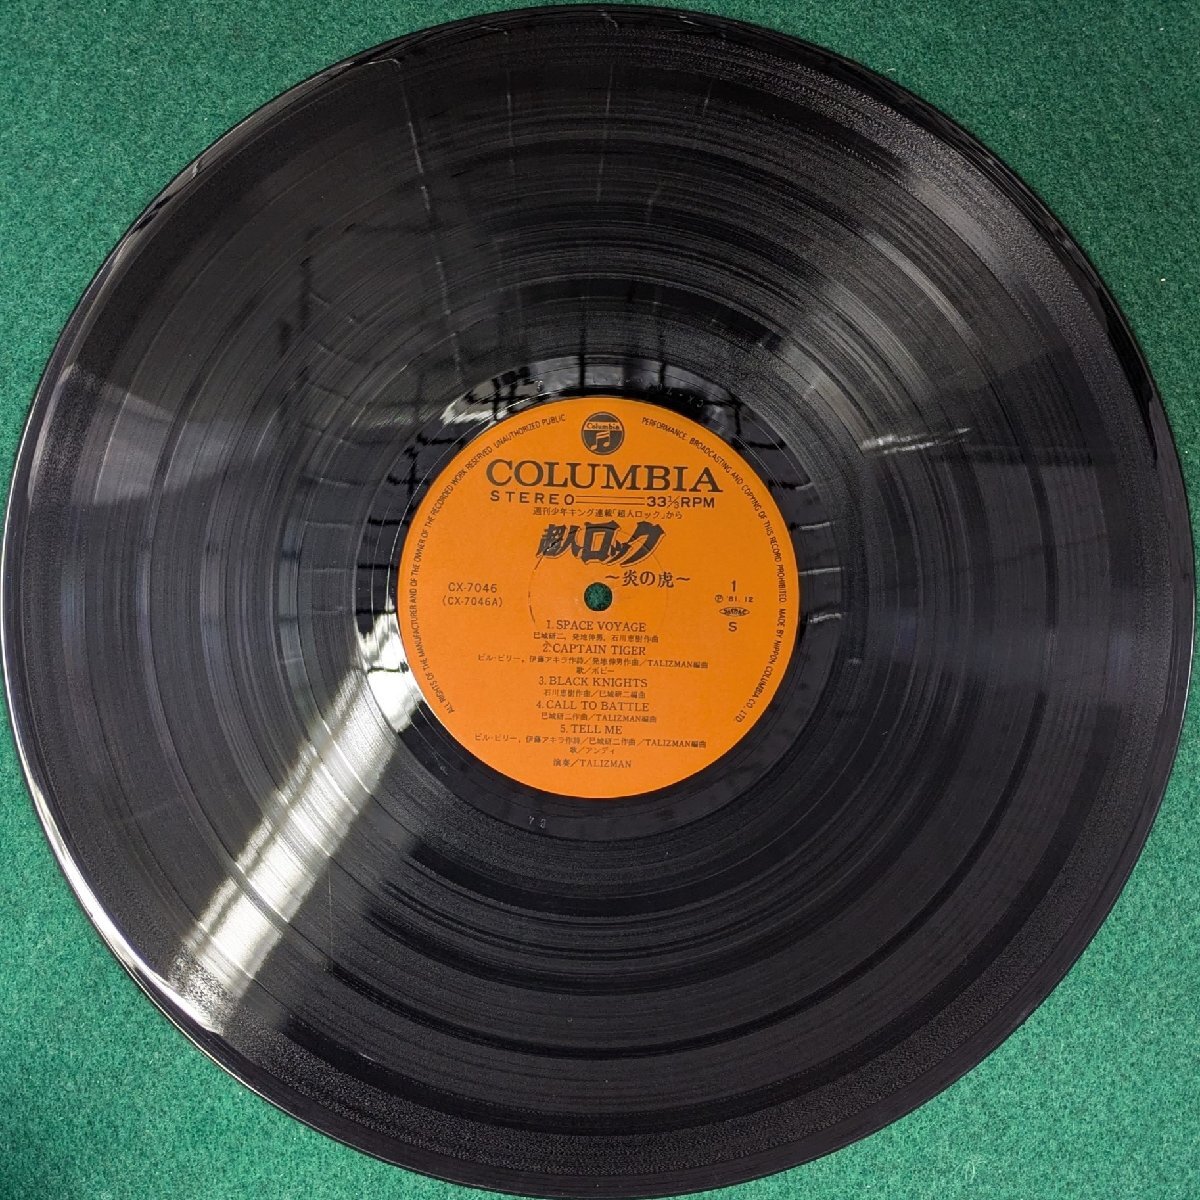 Columbia
COLUMBIA
STEREO 33⅓RPM
週刊少年キング連載「超人ロック」から
超人ロック
～炎の虎～
CX-7046
(CX-7046A)
1
Ⓟ '81. 12
S
1. SPACE VOYAGE
巳城研二, 発地伸男, 石川恵樹作曲
2. CAPTAIN TIGER
ビル・ビリー, 伊藤アキラ作詩／発地伸男作曲／TALIZMAN編曲
歌／ボビー
3. BLACK KNIGHTS
石川恵樹作曲／巳城研二編曲
4. CALL TO BATTLE
巳城研二作曲／TALIZMAN編曲
5. TELL ME
ビル・ビリー, 伊藤アキラ作詩／巳城研二作曲／TALIZMAN編曲
歌／アンディ
演奏／TALIZMAN
ALL RIGHTS OF THE MANUFACTURER AND OF THE OWNER OF THE RECORDED WORK RESERVED UNAUTHORIZED PUBLIC PERFORMANCE BROADCASTING AND COPYING OF THIS RECORD PROHIBITED MADE BY NIPPON COLUMBIA CO., LTD.